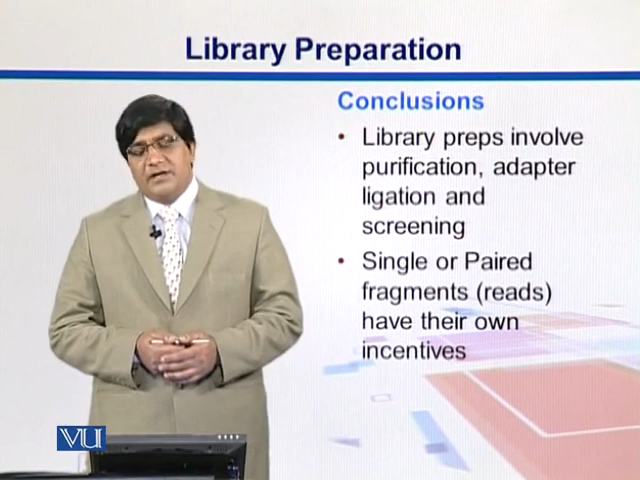 Library Preparation
Conclusions
• Library preps involve
purification, adapter
ligation and
screening
• Single or Paired
fragments (reads)
have their own
incentives
VU